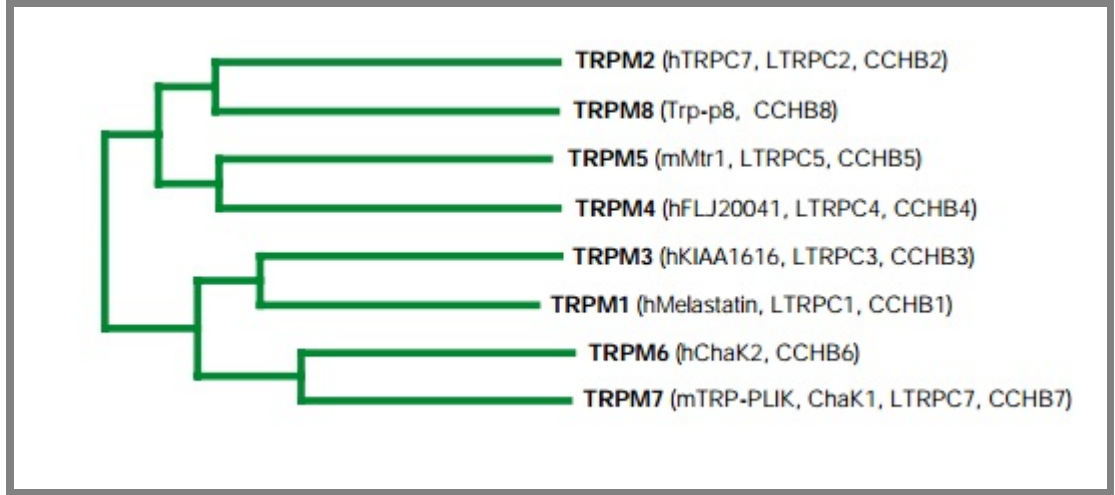 TRPM2 (hTRPC7, LTRPC2, CCHB2)
TRPM8 (Trp-p8, CCHB8)
TRPM5 (mMtr1, LTRPC5, CCHB5)
TRPM4 (hFLJ20041, LTRPC4, CCHB4)
TRPM3 (hKIAA1616, LTRPC3, CCHB3)
TRPM1 (hMelastatin, LTRPC1, CCHB1)
TRPM6 (hChaK2, CCHB6)
TRPM7 (mTRP-PLIK, ChaK1, LTRPC7, CCHB7)